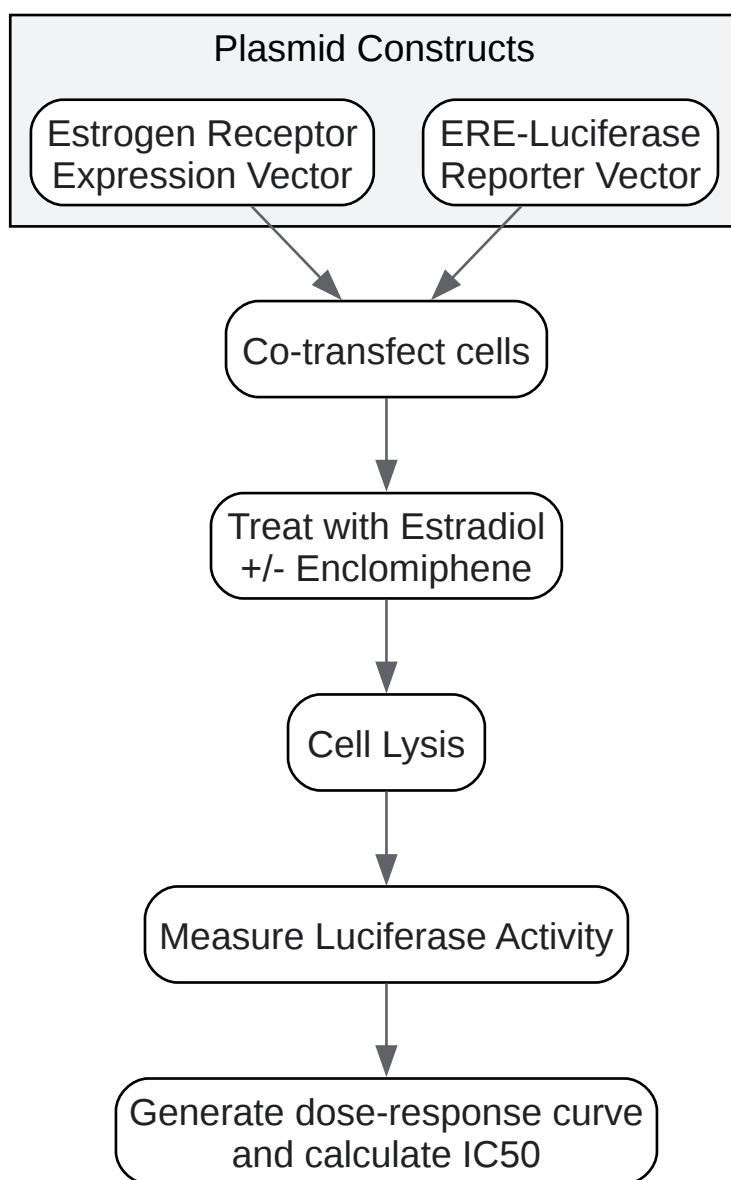 Plasmid Constructs
Estrogen Receptor
Expression Vector
ERE-Luciferase
Reporter Vector
Co-transfect cells
Treat with Estradiol
+/- Enclomiphene
Cell Lysis
Measure Luciferase Activity
Generate dose-response curve
and calculate IC50